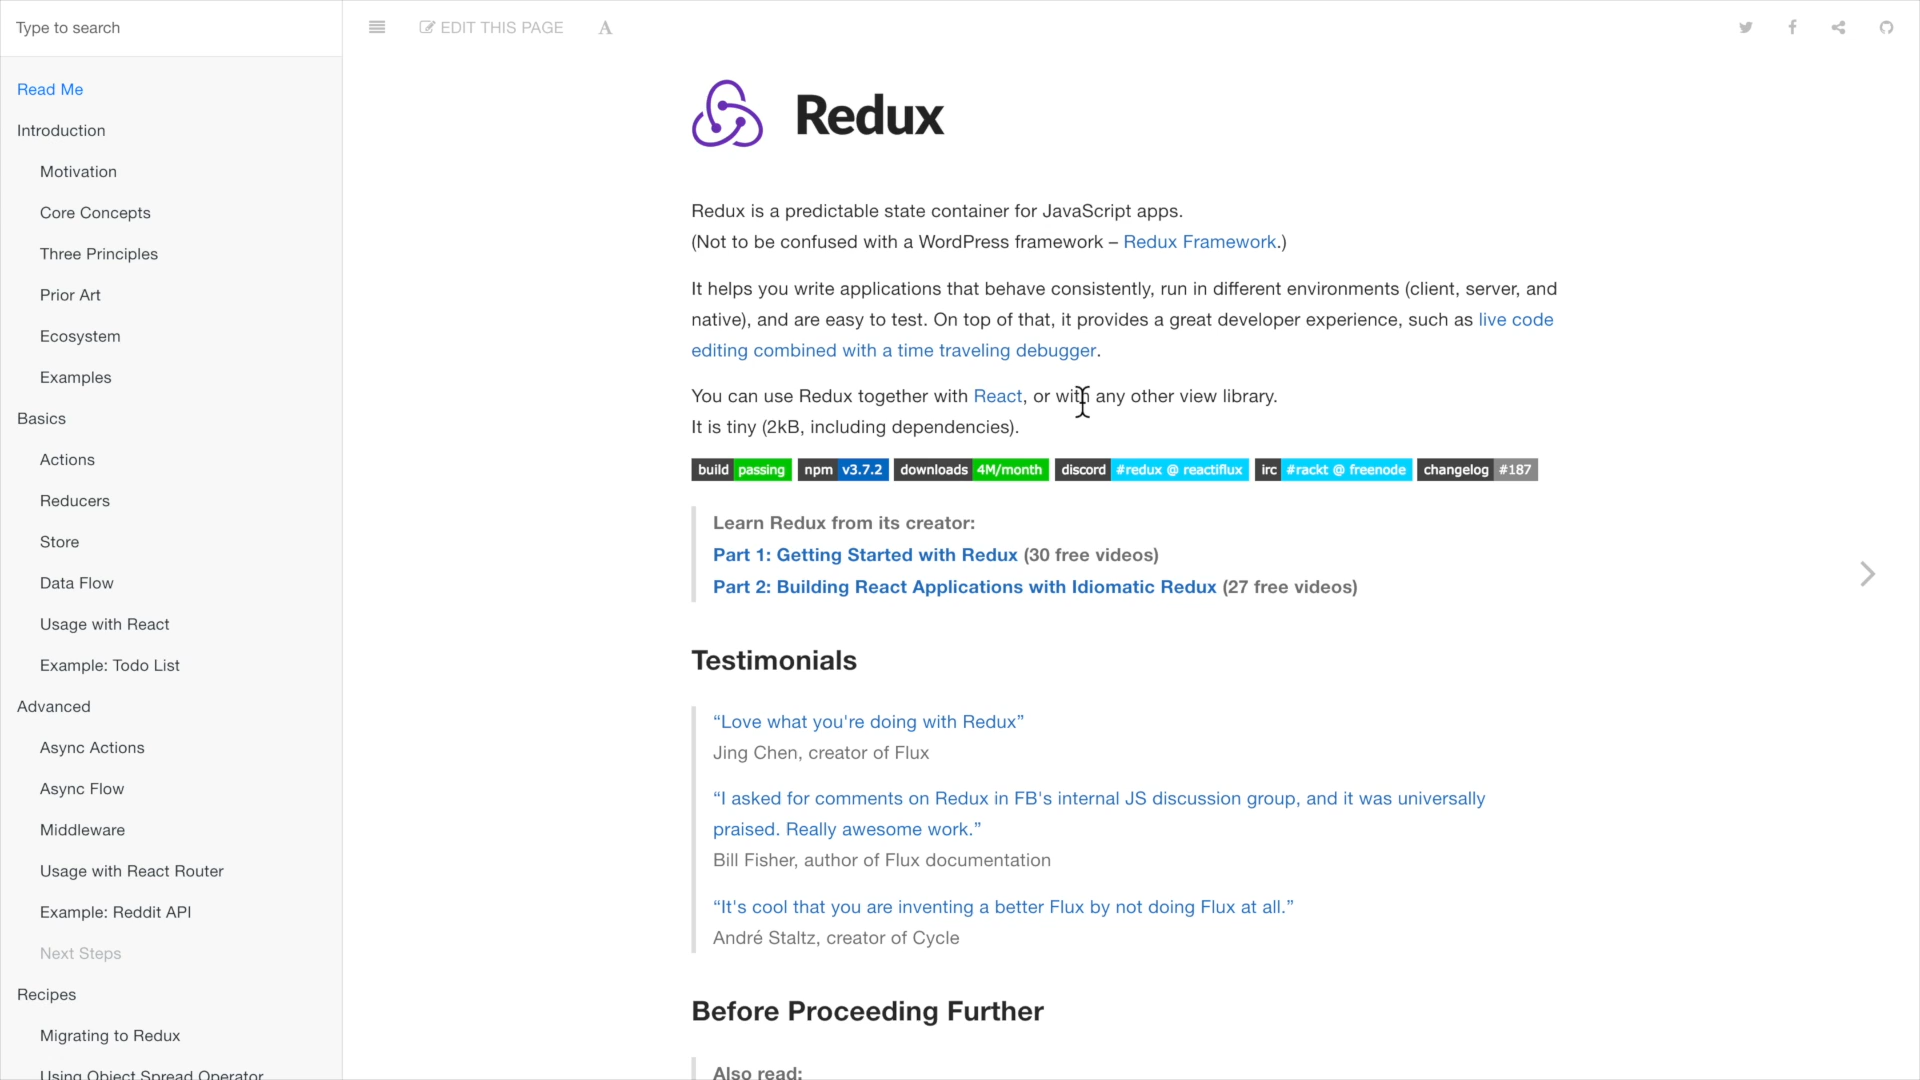 Type to search
EDIT THIS PAGE
A
Read Me
Introduction
Motivation
Core Concepts
Three Principles
Prior Art
Ecosystem
Examples
Basics
Actions
Reducers
Store
Data Flow
Usage with React
Example: Todo List
Advanced
Async Actions
Async Flow
Middleware
Usage with React Router
Example: Reddit API
Next Steps
Recipes
Migrating to Redux
Using Object Spread Operator
Redux
Redux is a predictable state container for JavaScript apps.
(Not to be confused with a WordPress framework – Redux Framework.)
It helps you write applications that behave consistently, run in different environments (client, server, and
native), and are easy to test. On top of that, it provides a great developer experience, such as live code
editing combined with a time traveling debugger.
You can use Redux together with React, or with any other view library.
It is tiny (2kB, including dependencies).
build passing npm v3.7.2 downloads 4M/month discord #redux @ reactiflux irc #rackt @ freenode changelog #187
Learn Redux from its creator:
Part 1: Getting Started with Redux (30 free videos)
Part 2: Building React Applications with Idiomatic Redux (27 free videos)
Testimonials
“Love what you're doing with Redux”
Jing Chen, creator of Flux
“I asked for comments on Redux in FB's internal JS discussion group, and it was universally
praised. Really awesome work.”
Bill Fisher, author of Flux documentation
“It's cool that you are inventing a better Flux by not doing Flux at all.”
André Staltz, creator of Cycle
Before Proceeding Further
Also read: